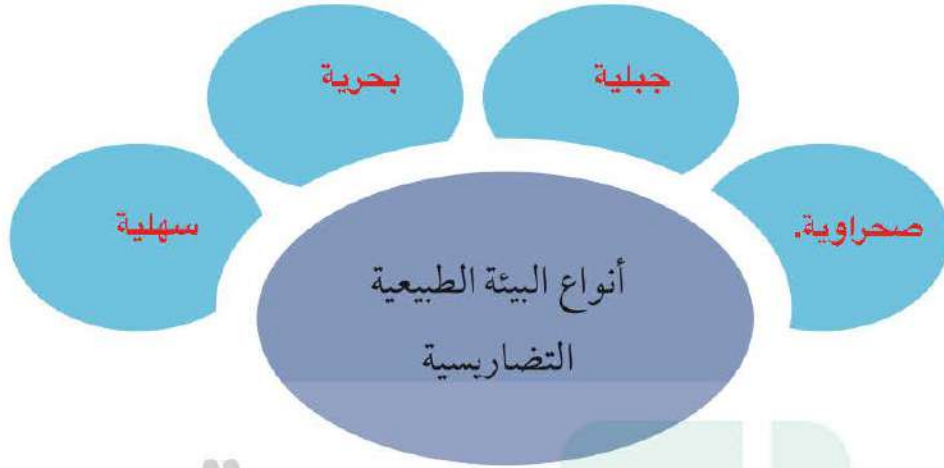 صحراوية.
جبلية
بحرية
سهلية
أنواع البيئة الطبيعية
التضاريسية